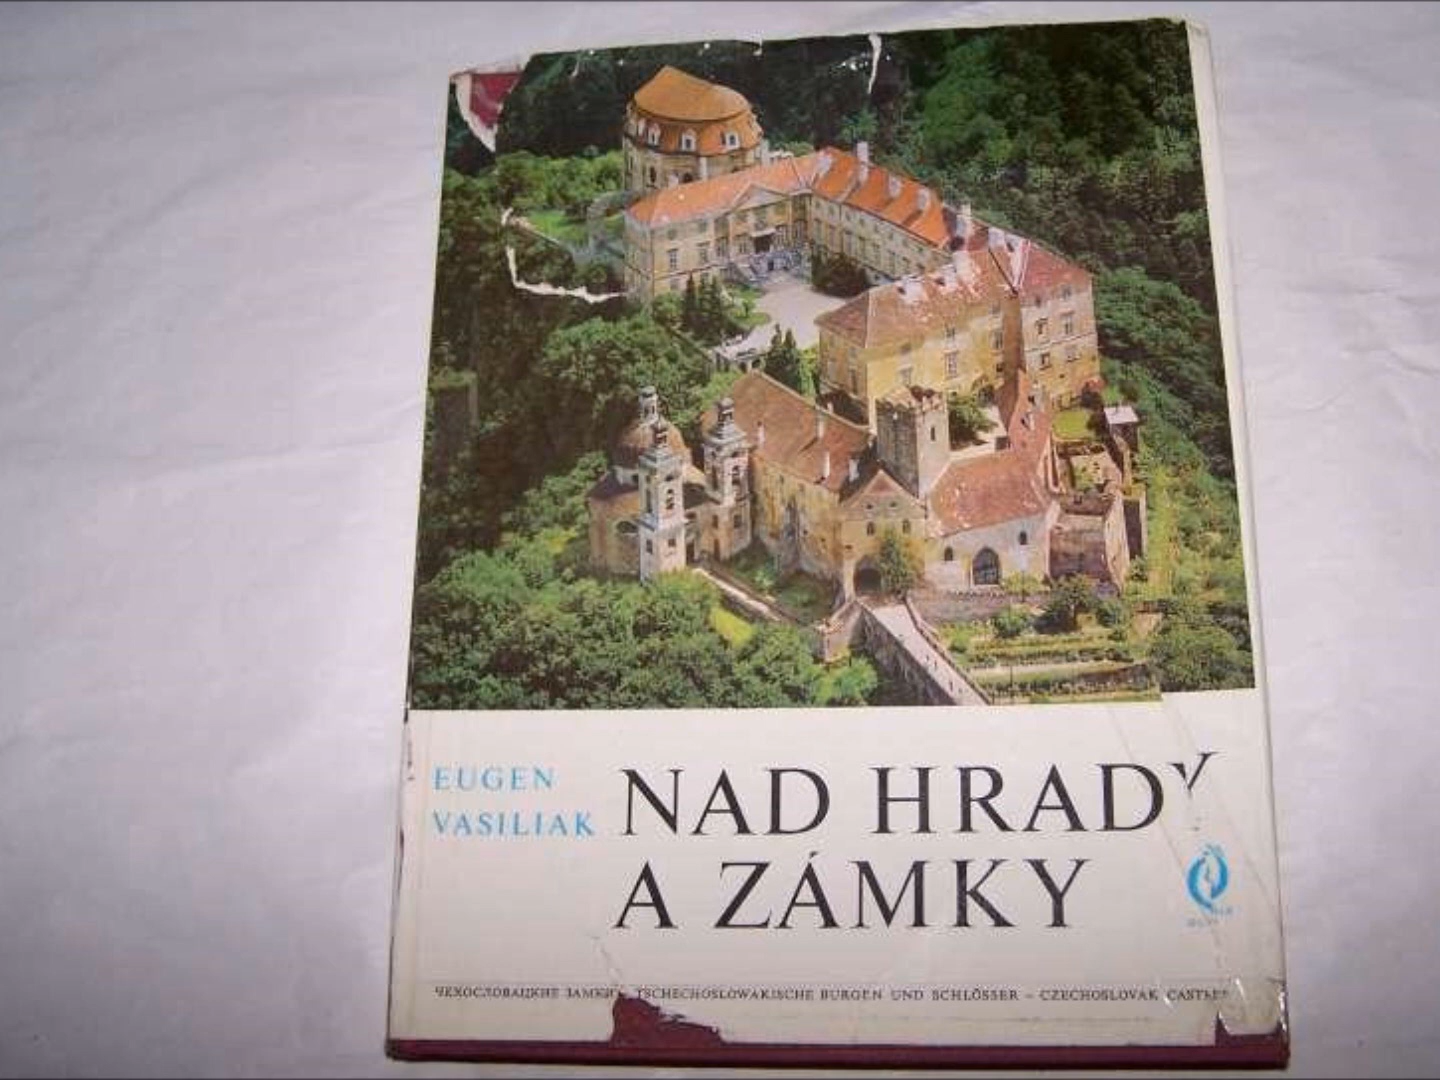 EUGEN
VASILIAK
NAD HRADY
A ZÁMKY
ЧЕХОСЛОВАЦКИЕ ЗАМКИ – TSCHECHOSLOWAKISCHE BURGEN UND SCHLÖSSER – CZECHOSLOVAK CASTLES